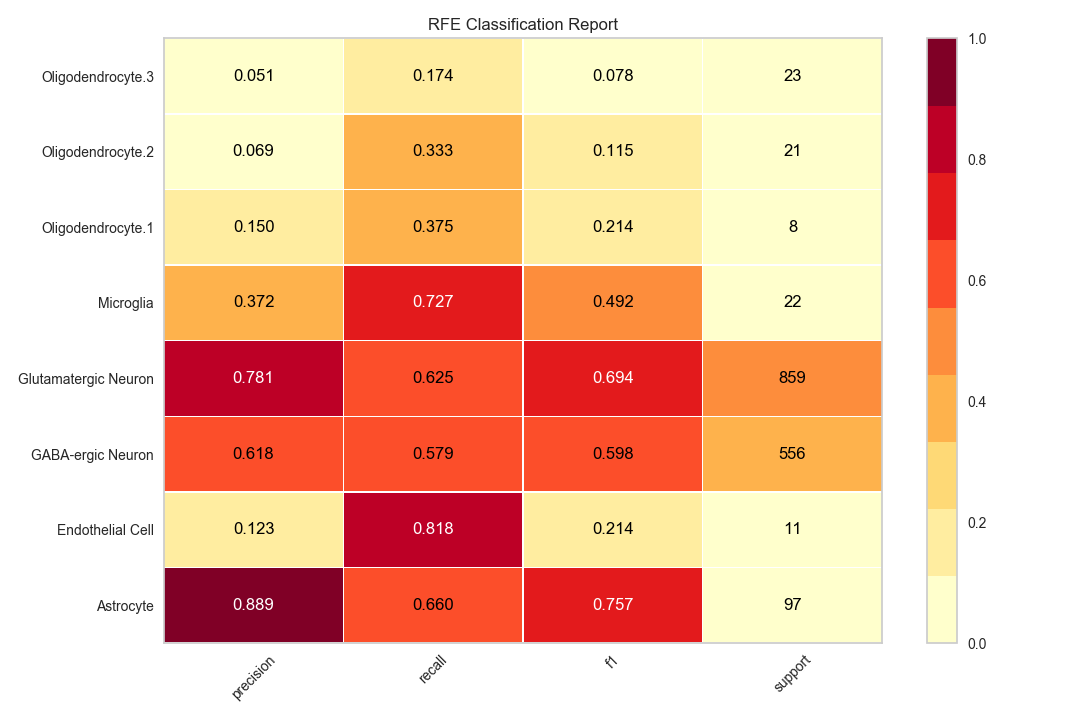 RFE Classification Report
Oligodendrocyte.3 0.051 0.174 0.078 23
Oligodendrocyte.2 0.069 0.333 0.115 21
Oligodendrocyte.1 0.150 0.375 0.214 8
Microglia 0.372 0.727 0.492 22
Glutamatergic Neuron 0.781 0.625 0.694 859
GABA-ergic Neuron 0.618 0.579 0.598 556
Endothelial Cell 0.123 0.818 0.214 11
Astrocyte 0.889 0.660 0.757 97
precision recall f1 support
1.0
0.8
0.6
0.4
0.2
0.0